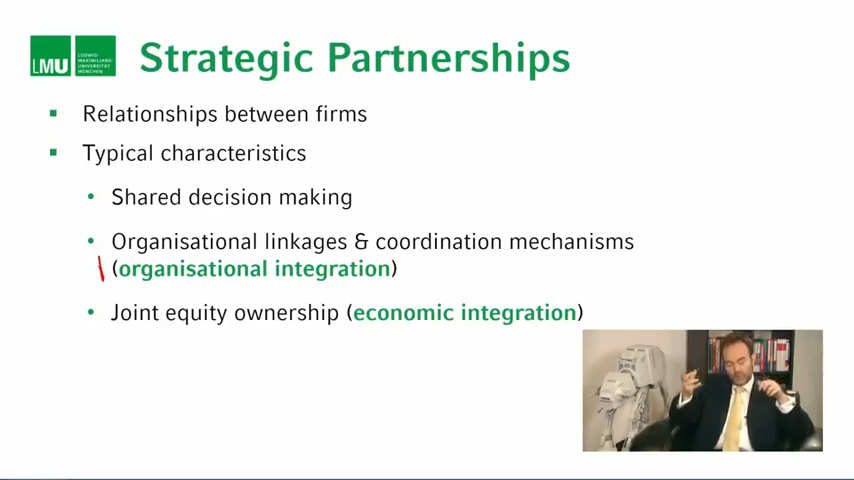 LMU
LUDWIG-
MAXIMILIANS-
UNIVERSITÄT
MÜNCHEN
Strategic Partnerships
Relationships between firms
Typical characteristics
Shared decision making
Organisational linkages & coordination mechanisms
(organisational integration)
Joint equity ownership (economic integration)